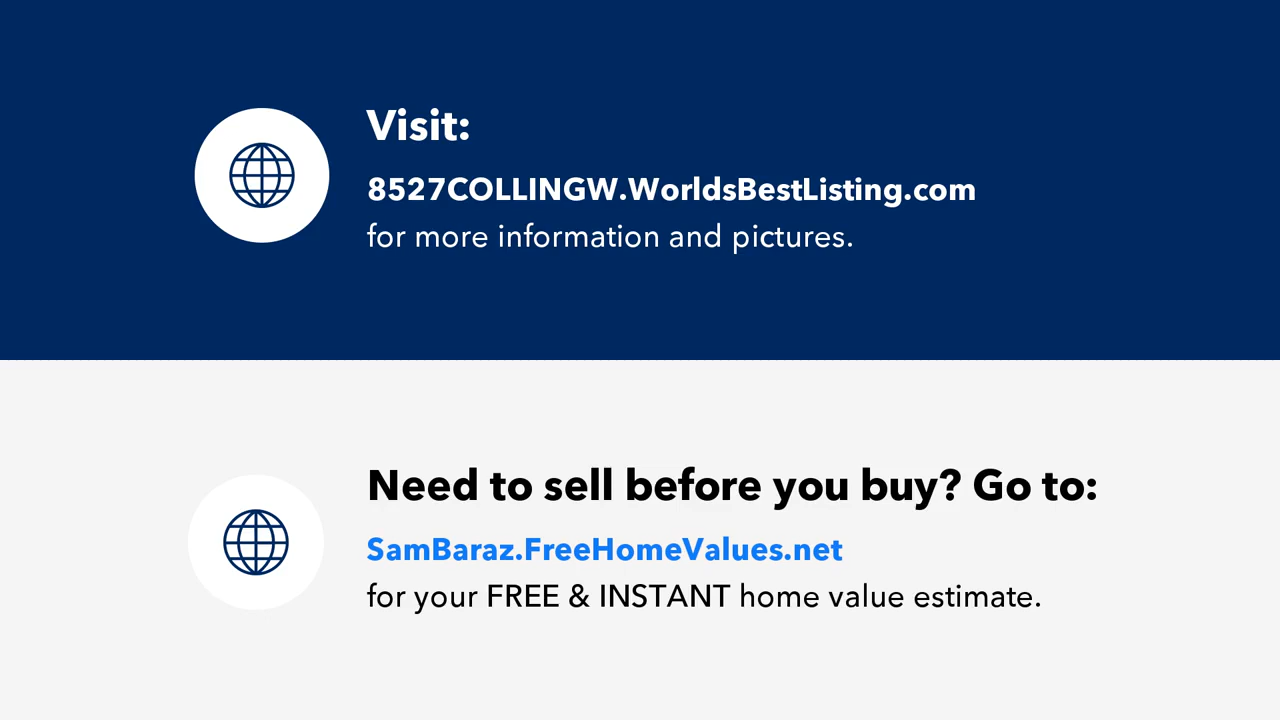 Visit:
8527COLLINGW.WorldsBestListing.com
for more information and pictures.
Need to sell before you buy? Go to:
SamBaraz.FreeHomeValues.net
for your FREE & INSTANT home value estimate.